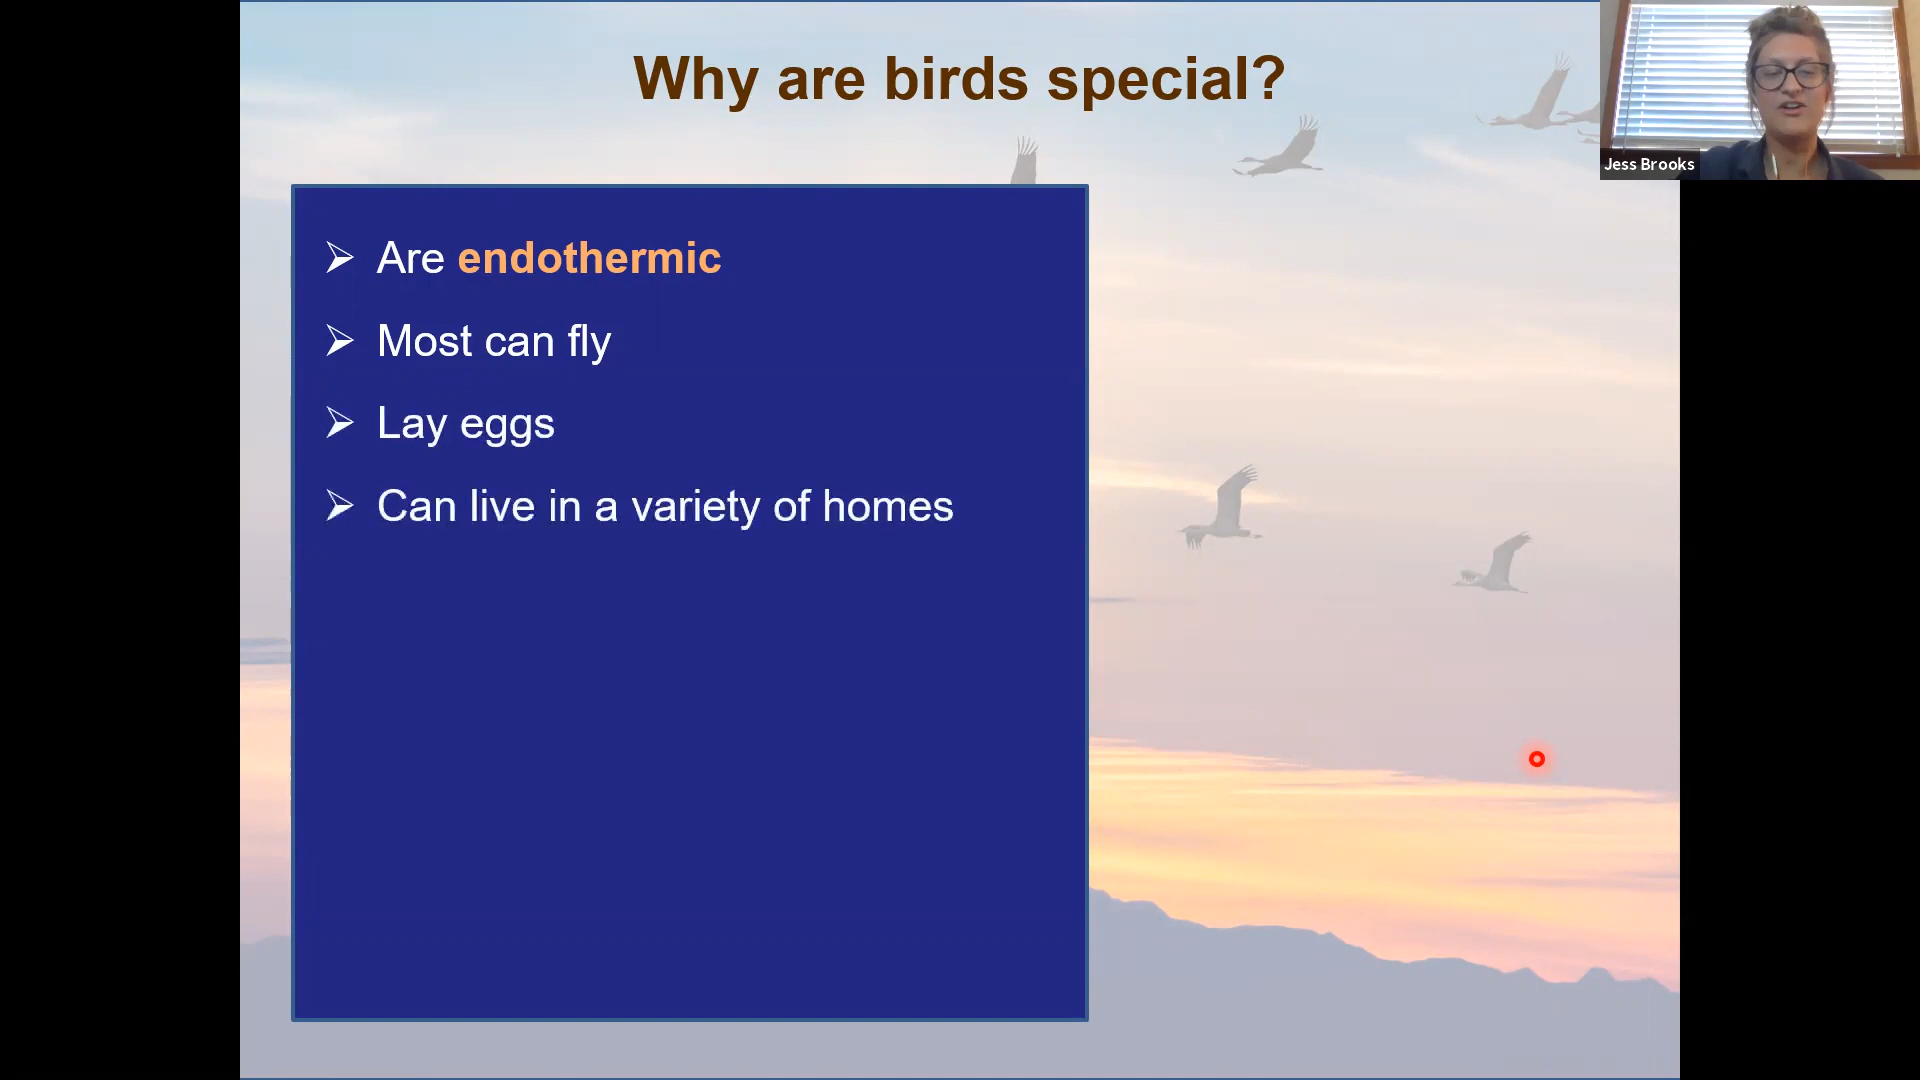 Why are birds special?
Jess Brooks
➢ Are endothermic
➢ Most can fly
➢ Lay eggs
➢ Can live in a variety of homes